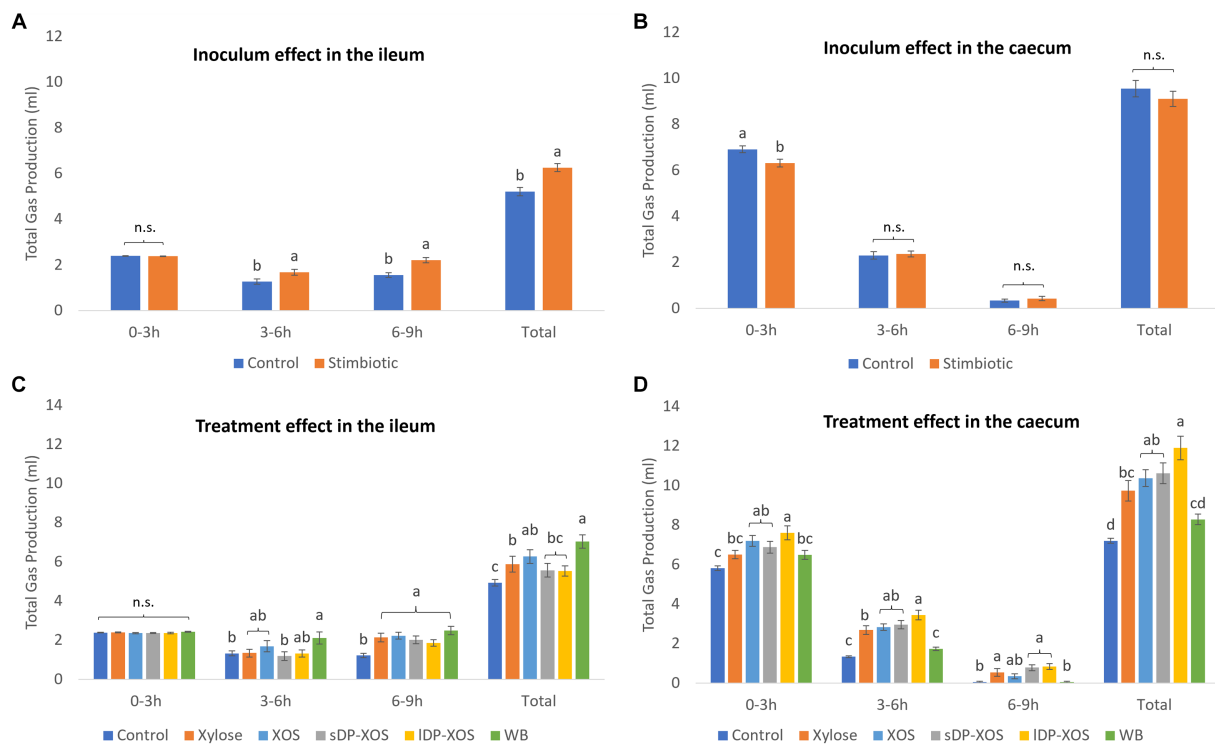 A
Inoculum effect in the ileum
Total Gas Production (ml)
12
10
8
6
4
2
0
n.s.
b
a
b
a
b
a
0-3h
3-6h
6-9h
Total
Control
Stimbiotic
B
Inoculum effect in the caecum
Total Gas Production (ml)
12
10
8
6
4
2
0
a
b
n.s.
n.s.
n.s.
0-3h
3-6h
6-9h
Total
Control
Stimbiotic
C
Treatment effect in the ileum
Total Gas Production (ml)
14
12
10
8
6
4
2
0
n.s.
b
ab
b
ab
a
b
a
c
b
ab
bc
a
0-3h
3-6h
6-9h
Total
Control
Xylose
XOS
sDP-XOS
lDP-XOS
WB
D
Treatment effect in the caecum
Total Gas Production (ml)
14
12
10
8
6
4
2
0
c
bc
ab
a
bc
c
b
ab
a
c
b
a
ab
a
b
d
bc
ab
a
cd
0-3h
3-6h
6-9h
Total
Control
Xylose
XOS
sDP-XOS
lDP-XOS
WB